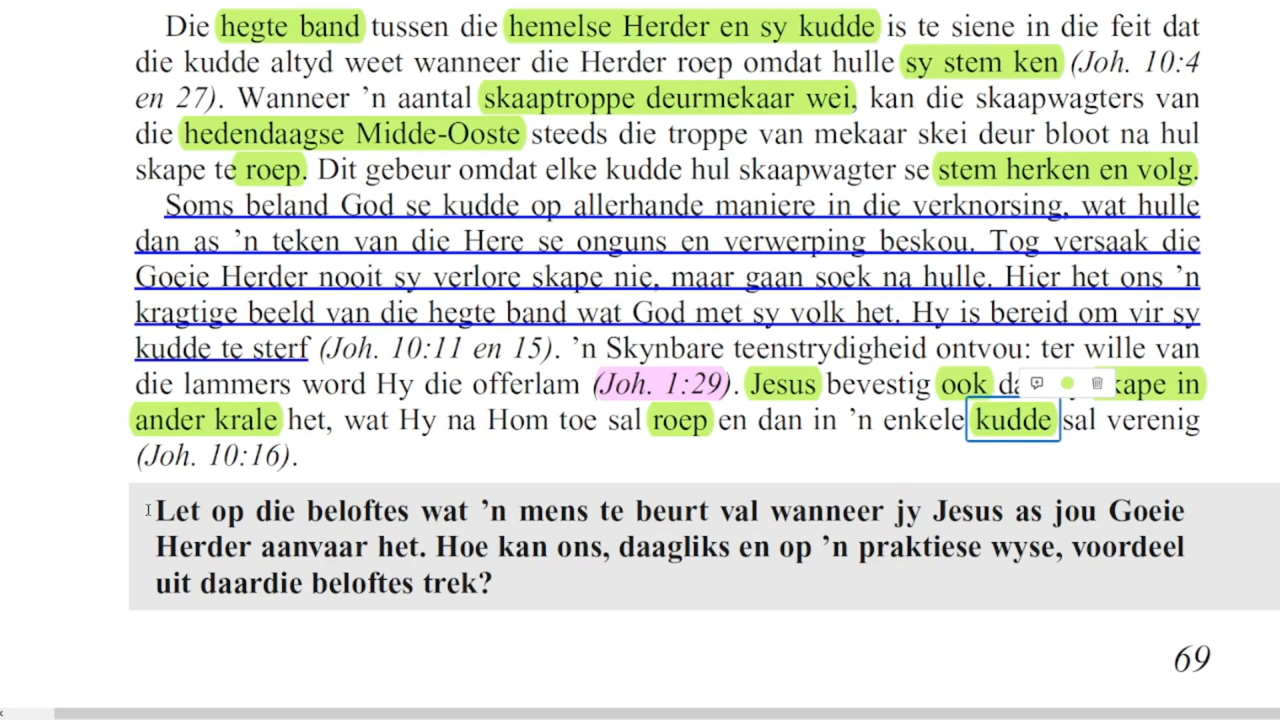 Die hegte band tussen die hemelse Herder en sy kudde is te siene in die feit dat
die kudde altyd weet wanneer die Herder roep omdat hulle sy stem ken (Joh. 10:4
en 27). Wanneer ’n aantal skaaptroppe deurmekaar wei, kan die skaapwagters van
die hedendaagse Midde-Ooste steeds die troppe van mekaar skei deur bloot na hul
skape te roep. Dit gebeur omdat elke kudde hul skaapwagter se stem herken en volg.
Soms beland God se kudde op allerhande maniere in die verknorsing, wat hulle
dan as ’n teken van die Here se onguns en verwerping beskou. Tog versaak die
Goeie Herder nooit sy verlore skape nie, maar gaan soek na hulle. Hier het ons ’n
kragtige beeld van die hegte band wat God met sy volk het. Hy is bereid om vir sy
kudde te sterf (Joh. 10:11 en 15). ’n Skynbare teenstrydigheid ontvou: ter wille van
die lammers word Hy die offerlam (Joh. 1:29). Jesus bevestig ook in
ander krale het, wat Hy na Hom toe sal roep en dan in ’n enkele kudde sal verenig
(Joh. 10:16).
Let op die beloftes wat ’n mens te beurt val wanneer jy Jesus as jou Goeie
Herder aanvaar het. Hoe kan ons, daagliks en op ’n praktiese wyse, voordeel
uit daardie beloftes trek?
69